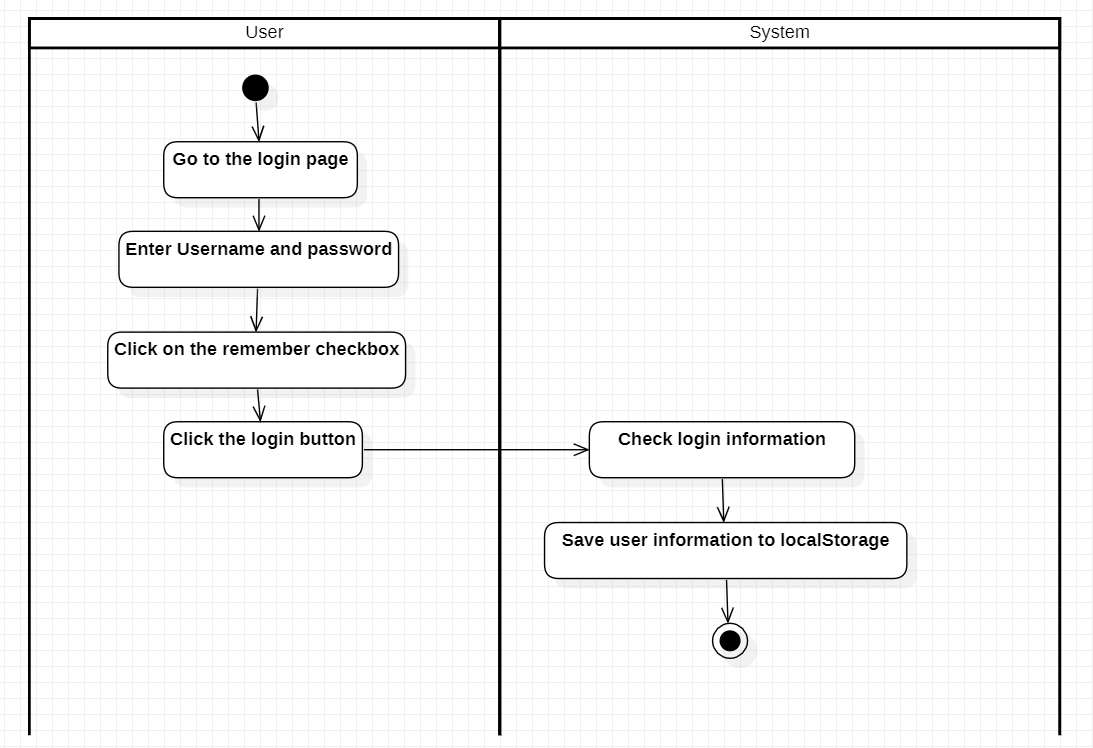 User
System
Go to the login page
Enter Username and password
Click on the remember checkbox
Click the login button
Check login information
Save user information to localStorage